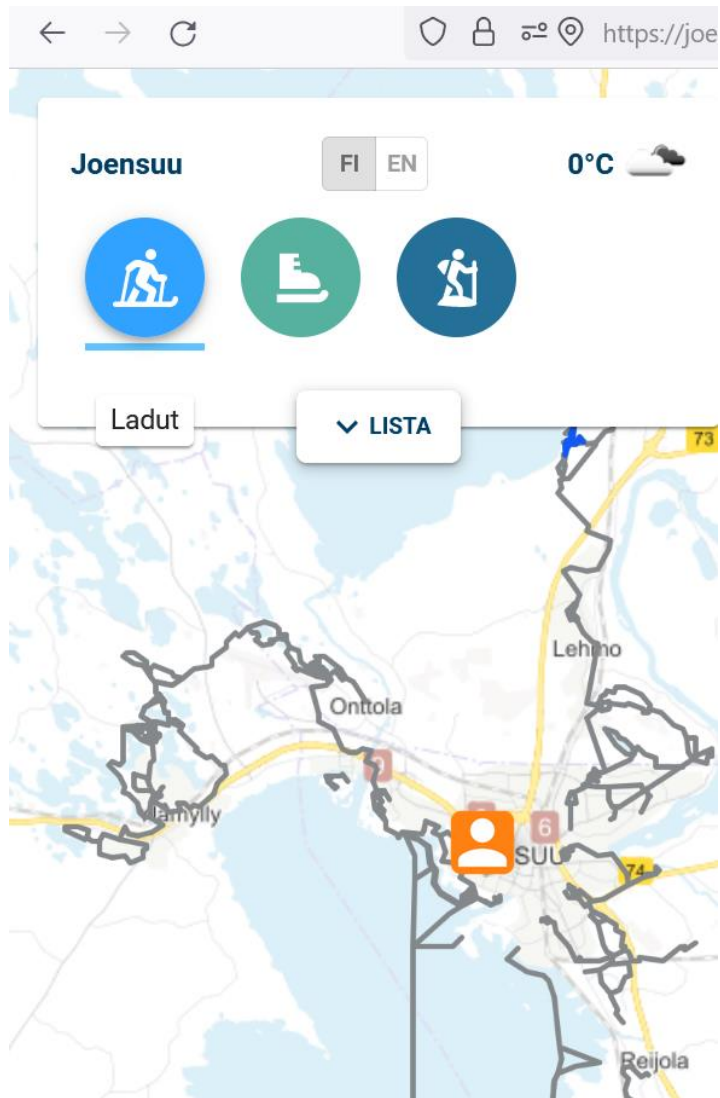 https://joe
Joensuu
FI EN
0°C
Ladut
LISTA
73
Lehmo
Onttola
6
SUU
74
Reijola